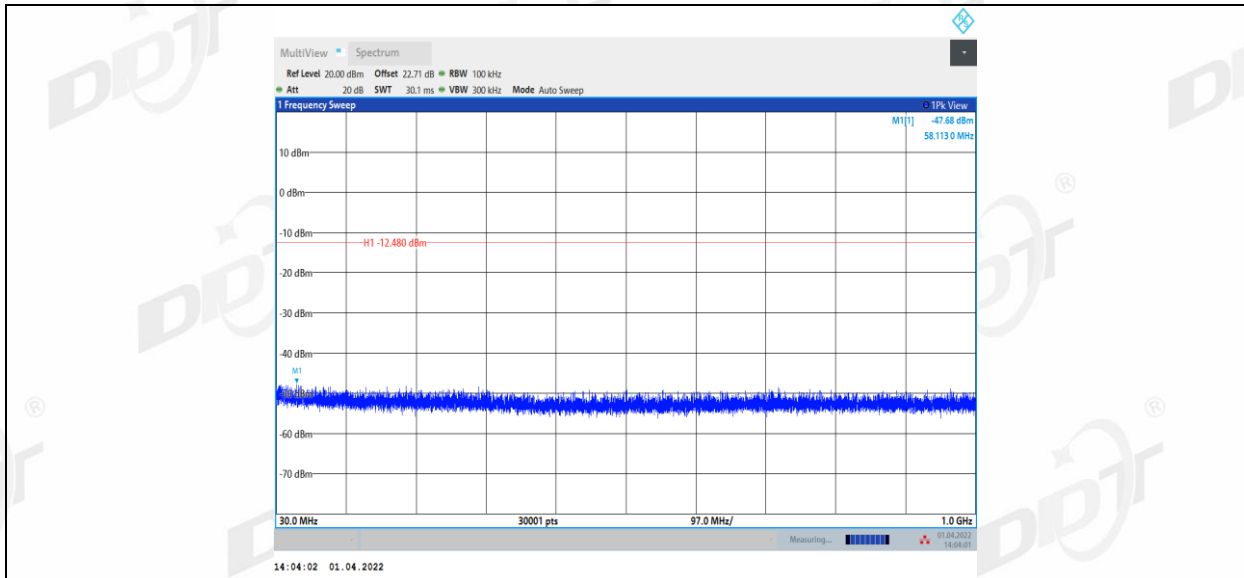 MultiView Spectrum
Ref Level 20.00 dBm Offset 22.71 dB RBW 100 kHz
Att 20 dB SWT 30.1 ms VBW 300 kHz Mode Auto Sweep
1 Frequency Sweep 1Pk View
M1[1] -47.68 dBm
58.113 0 MHz
10 dBm
0 dBm
-10 dBm
H1 -12.480 dBm
-20 dBm
-30 dBm
-40 dBm
M1
-60 dBm
-70 dBm
30.0 MHz 30001 pts 97.0 MHz/ 1.0 GHz
Measuring... 01.04.2022
14:04:01
14:04:02 01.04.2022
DDT
®